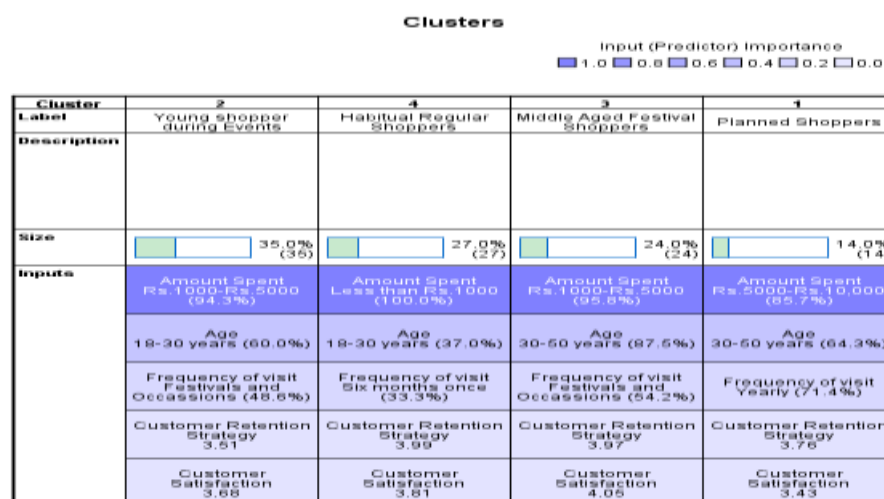 Clusters
Input (Predictor) Importance
1.0 0.8 0.6 0.4 0.2 0.0
Cluster 2 4 3 1
Label
Young shopper
during Events
Habitual Regular
Shoppers
Middle Aged Festival
Shoppers
Planned Shoppers
Description
Size
35.0%
(35)
27.0%
(27)
24.0%
(24)
14.0%
(14
Inputs
Amount Spent
Rs.1000-Rs.5000
(94.3%)
Amount Spent
Less than Rs.1000
(100.0%)
Amount Spent
Rs.1000-Rs.5000
(95.8%)
Amount Spent
Rs.5000-Rs.10,000
(85.7%)
Age
18-30 years (60.0%)
Age
18-30 years (37.0%)
Age
30-50 years (87.5%)
Age
30-50 years (64.3%)
Frequency of visit
Festivals and
Occassions (48.6%)
Frequency of visit
Six months once
(33.3%)
Frequency of visit
Festivals and
Occassions (54.2%)
Frequency of visit
Yearly (71.4%)
Customer Retention
Strategy
3.51
Customer Retention
Strategy
3.99
Customer Retention
Strategy
3.97
Customer Retention
Strategy
3.76
Customer
Satisfaction
3.68
Customer
Satisfaction
3.81
Customer
Satisfaction
4.05
Customer
Satisfaction
3.43